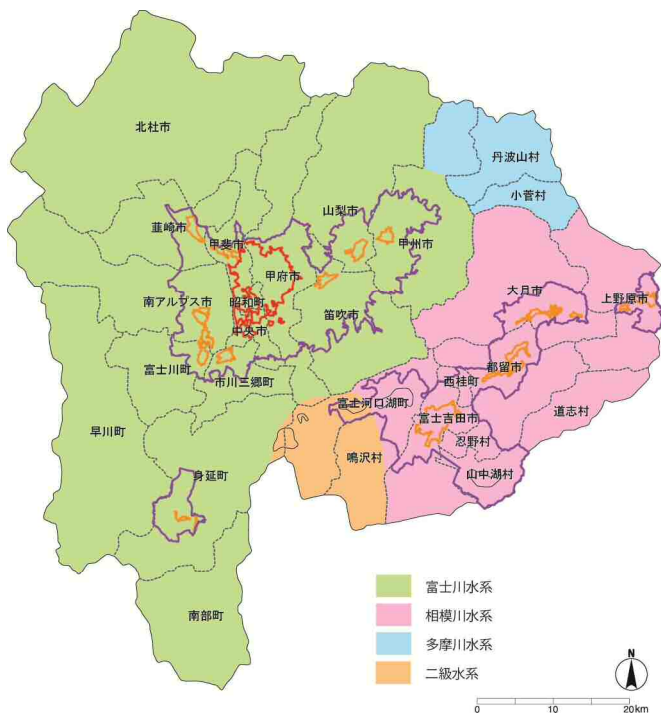 北杜市
丹波山村
小菅村
山梨市
韮崎市
甲斐市
甲州市
甲府市
大月市
上野原市
南アルプス市
昭和町
笛吹市
中央市
都留市
富士川町
市川三郷町
西桂町
富士河口湖町
道志村
早川町
富士吉田市
忍野村
鳴沢村
山中湖村
身延町
南部町
富士川水系
相模川水系
多摩川水系
二級水系
N
0 10 20km